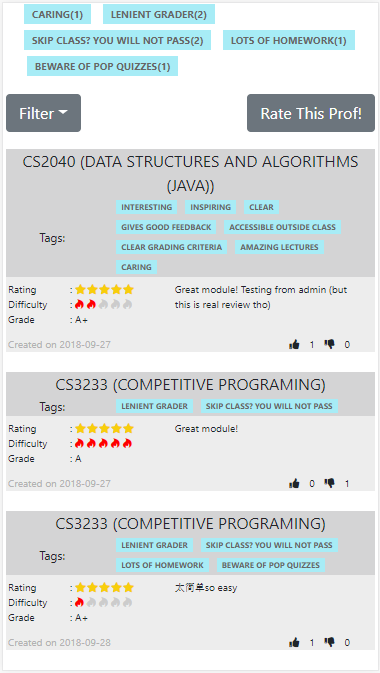 CARING(1) LENIENT GRADER(2)
SKIP CLASS? YOU WILL NOT PASS(2) LOTS OF HOMEWORK(1)
BEWARE OF POP QUIZZES(1)
Filter Rate This Prof!
CS2040 (DATA STRUCTURES AND ALGORITHMS
(JAVA))
INTERESTING INSPIRING CLEAR
GIVES GOOD FEEDBACK ACCESSIBLE OUTSIDE CLASS
Tags:
CLEAR GRADING CRITERIA AMAZING LECTURES
CARING
Rating : Great module! Testing from admin (but
Difficulty : this is real review tho)
Grade : A+
Created on 2018-09-27 1 0
CS3233 (COMPETITIVE PROGRAMING)
Tags: LENIENT GRADER SKIP CLASS? YOU WILL NOT PASS
Rating : Great module!
Difficulty :
Grade : A
Created on 2018-09-27 0 1
CS3233 (COMPETITIVE PROGRAMING)
LENIENT GRADER SKIP CLASS? YOU WILL NOT PASS
Tags:
LOTS OF HOMEWORK BEWARE OF POP QUIZZES
Rating : 太简单so easy
Difficulty :
Grade : A+
Created on 2018-09-28 1 0